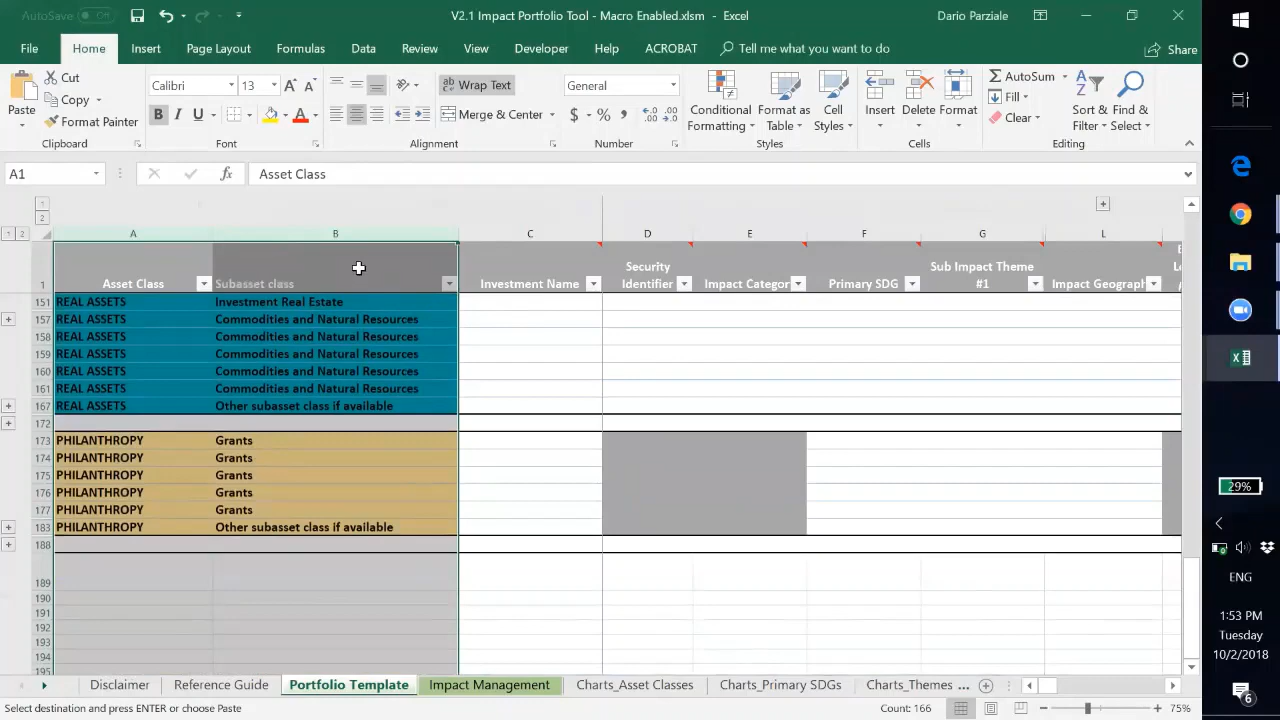 AutoSave Off
V2.1 Impact Portfolio Tool - Macro Enabled.xlsm - Excel
Dario Parziale
File Home Insert Page Layout Formulas Data Review View Developer Help ACROBAT Tell me what you want to do Share
Paste
Cut
Copy
Format Painter
Calibri 13
B I U
Wrap Text
Merge & Center
General
$ %
Conditional Formatting
Format as Table
Cell Styles
Insert Delete Format
AutoSum
Fill
Clear
Sort & Filter
Find & Select
Clipboard Font Alignment Number Styles Cells Editing
A1 fx Asset Class
1
2
1 2 A B C D E F G L
1 Asset Class Subasset class Investment Name Security Identifier Impact Categor Primary SDG Sub Impact Theme #1 Impact Geograph
151 REAL ASSETS Investment Real Estate
157 REAL ASSETS Commodities and Natural Resources
158 REAL ASSETS Commodities and Natural Resources
159 REAL ASSETS Commodities and Natural Resources
160 REAL ASSETS Commodities and Natural Resources
161 REAL ASSETS Commodities and Natural Resources
167 REAL ASSETS Other subasset class if available
172
173 PHILANTHROPY Grants
174 PHILANTHROPY Grants
175 PHILANTHROPY Grants
176 PHILANTHROPY Grants
177 PHILANTHROPY Grants
183 PHILANTHROPY Other subasset class if available
188
189
190
191
192
193
194
195
Disclaimer Reference Guide Portfolio Template Impact Management Charts_Asset Classes Charts_Primary SDGs Charts_Themes ...
Select destination and press ENTER or choose Paste Count: 166 75%
29%
ENG
1:53 PM
Tuesday
10/2/2018
6